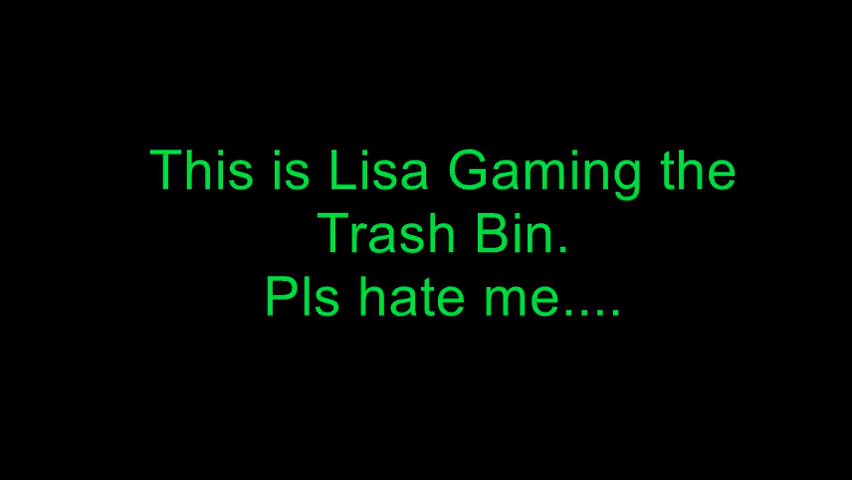 This is Lisa Gaming the
Trash Bin.
Pls hate me....